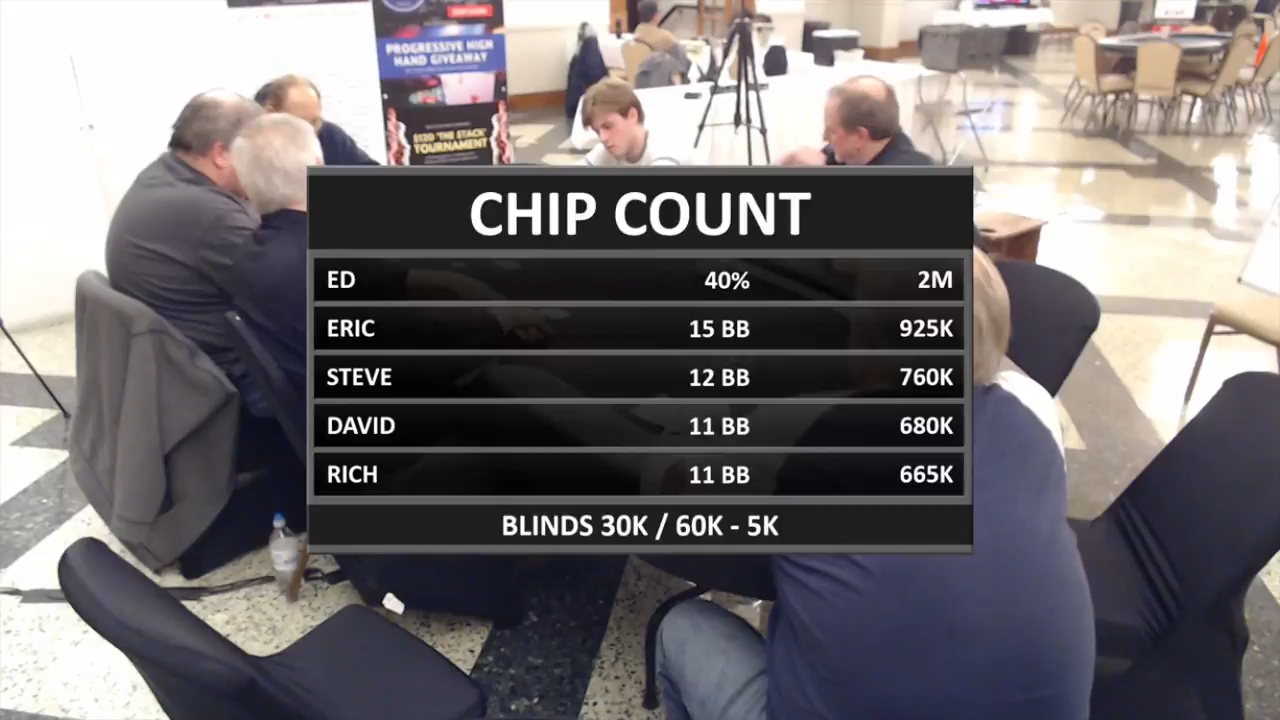 PROGRESSIVE HIGH
HAND GIVEAWAY
$120 'THE STACK'
TOURNAMENT
CHIP COUNT
ED 40% 2M
ERIC 15 BB 925K
STEVE 12 BB 760K
DAVID 11 BB 680K
RICH 11 BB 665K
BLINDS 30K / 60K - 5K